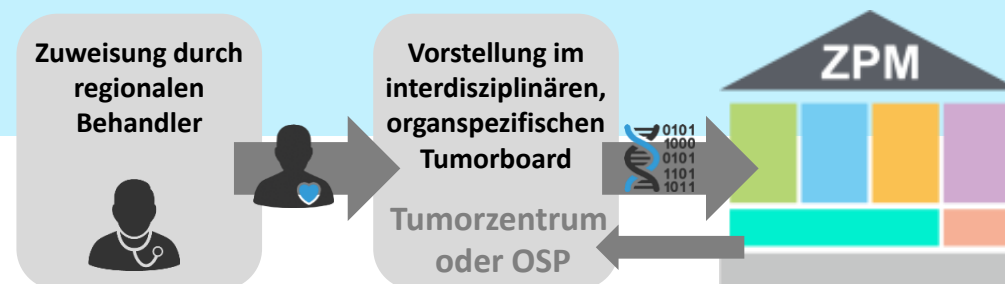 Zuweisung durch
regionalen
Behandler
Vorstellung im
interdisziplinären,
organspezifischen
Tumorboard
Tumorzentrum
oder OSP
0101
1000
0101
1101
1011
ZPM